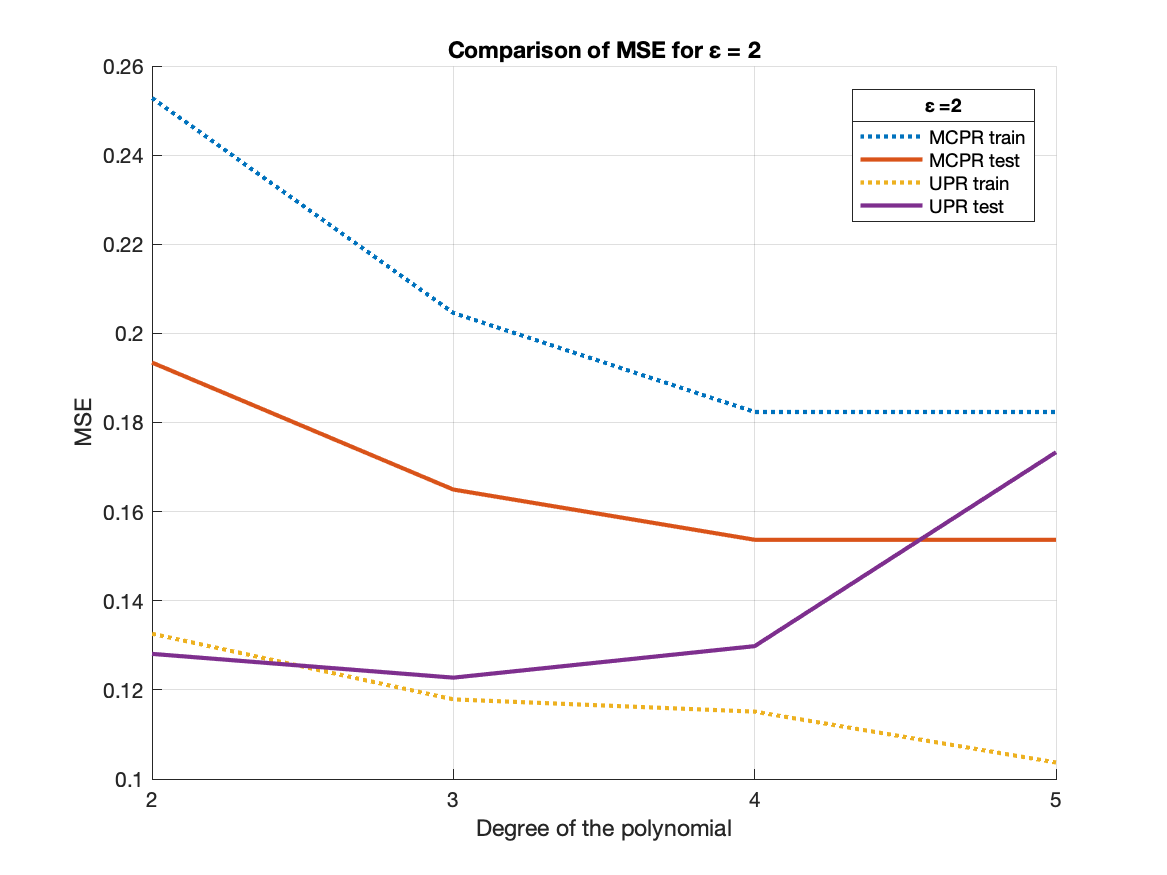 Comparison of MSE for ε = 2
0.26
0.24
0.22
0.2
0.18
0.16
0.14
0.12
0.1
MSE
2
3
4
5
Degree of the polynomial
ε =2
MCPR train
MCPR test
UPR train
UPR test